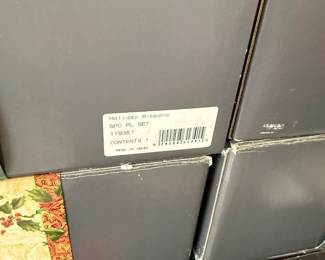 Holiday Ribbons
5PC PL SET
119367
CONTENTS 1
Made in Japan